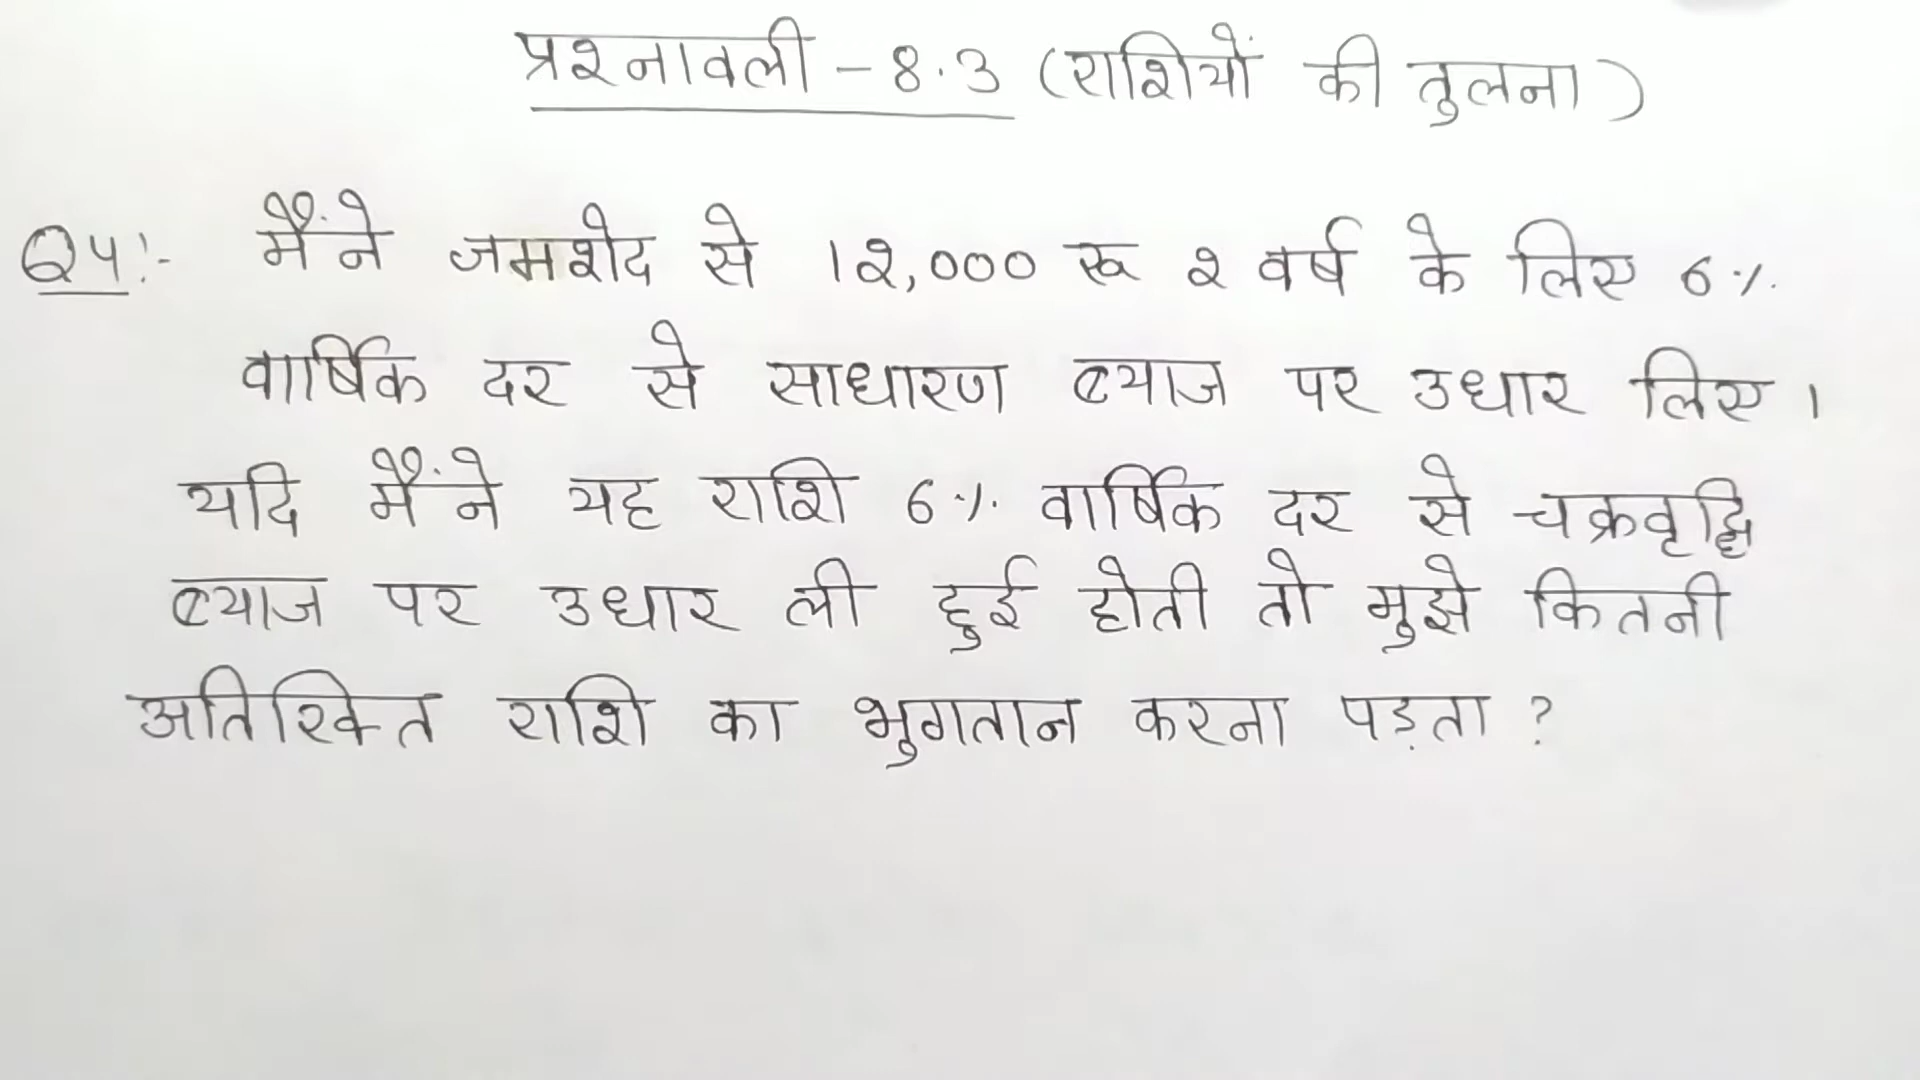 प्रश्नावली - 8.3 (राशियों की तुलना)
Q4:- मैंने जमशेद से 12,000 रू 2 वर्ष के लिए 6%
वार्षिक दर से साधारण ब्याज पर उधार लिए ।
यदि मैंने यह राशि 6% वार्षिक दर से चक्रवृद्धि
ब्याज पर उधार ली हुई होती तो मुझे कितनी
अतिरिक्त राशि का भुगतान करना पड़ता ?